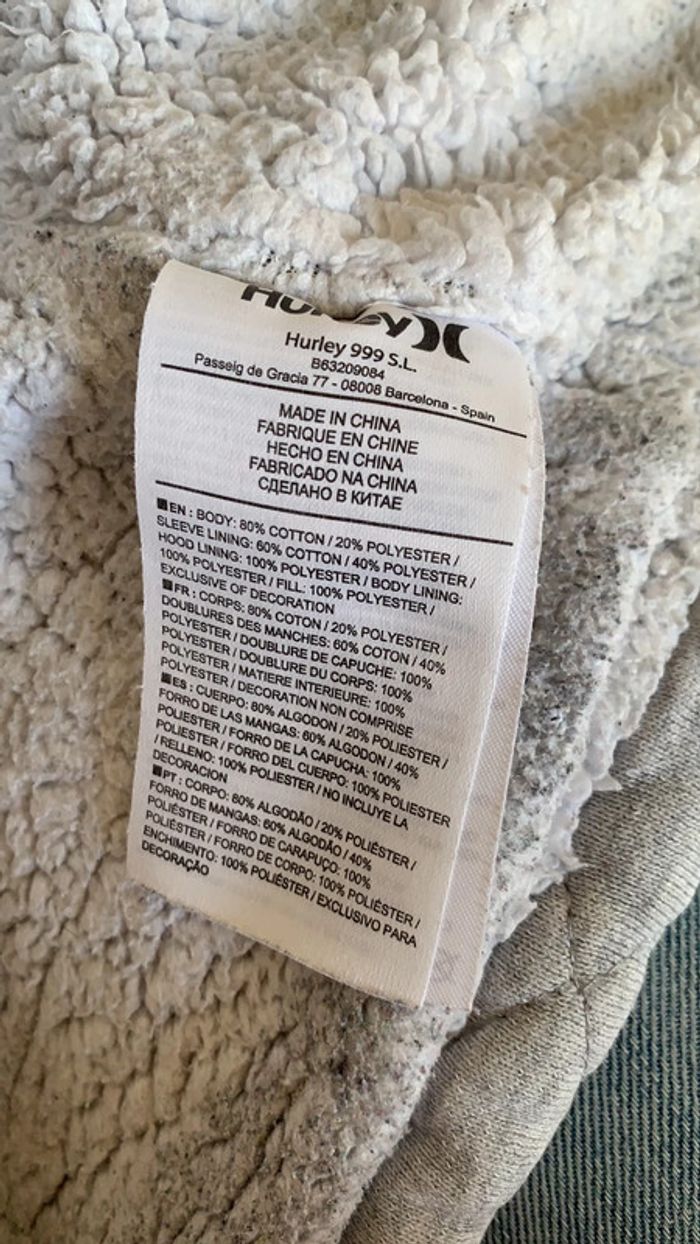 Hurley
Hurley 999 S.L.
B63209084
Passeig de Gracia 77 - 08008 Barcelona - Spain
MADE IN CHINA
FABRIQUE EN CHINE
HECHO EN CHINA
FABRICADO NA CHINA
СДЕЛАНО В КИТАЕ
EN : BODY: 80% COTTON / 20% POLYESTER /
SLEEVE LINING: 60% COTTON / 40% POLYESTER /
HOOD LINING: 100% POLYESTER / BODY LINING:
100% POLYESTER / FILL: 100% POLYESTER /
EXCLUSIVE OF DECORATION
FR : CORPS: 80% COTON / 20% POLYESTER /
DOUBLURES DES MANCHES: 60% COTON / 40%
POLYESTER / DOUBLURE DE CAPUCHE: 100%
POLYESTER / DOUBLURE DU CORPS: 100%
POLYESTER / MATIERE INTERIEURE: 100%
POLYESTER / DECORATION NON COMPRISE
ES : CUERPO: 80% ALGODON / 20% POLIESTER /
FORRO DE LAS MANGAS: 60% ALGODON / 40%
POLIESTER / FORRO DE LA CAPUCHA: 100%
POLIESTER / FORRO DEL CUERPO: 100% POLIESTER
/ RELLENO: 100% POLIESTER / NO INCLUYE LA
DECORACION
PT : CORPO: 80% ALGODÃO / 20% POLIÉSTER /
FORRO DE MANGAS: 60% ALGODÃO / 40%
POLIÉSTER / FORRO DE CARAPUÇO: 100%
POLIÉSTER / FORRO DE CORPO: 100% POLIÉSTER /
ENCHIMENTO: 100% POLIÉSTER / EXCLUSIVO PARA
DECORAÇÃO